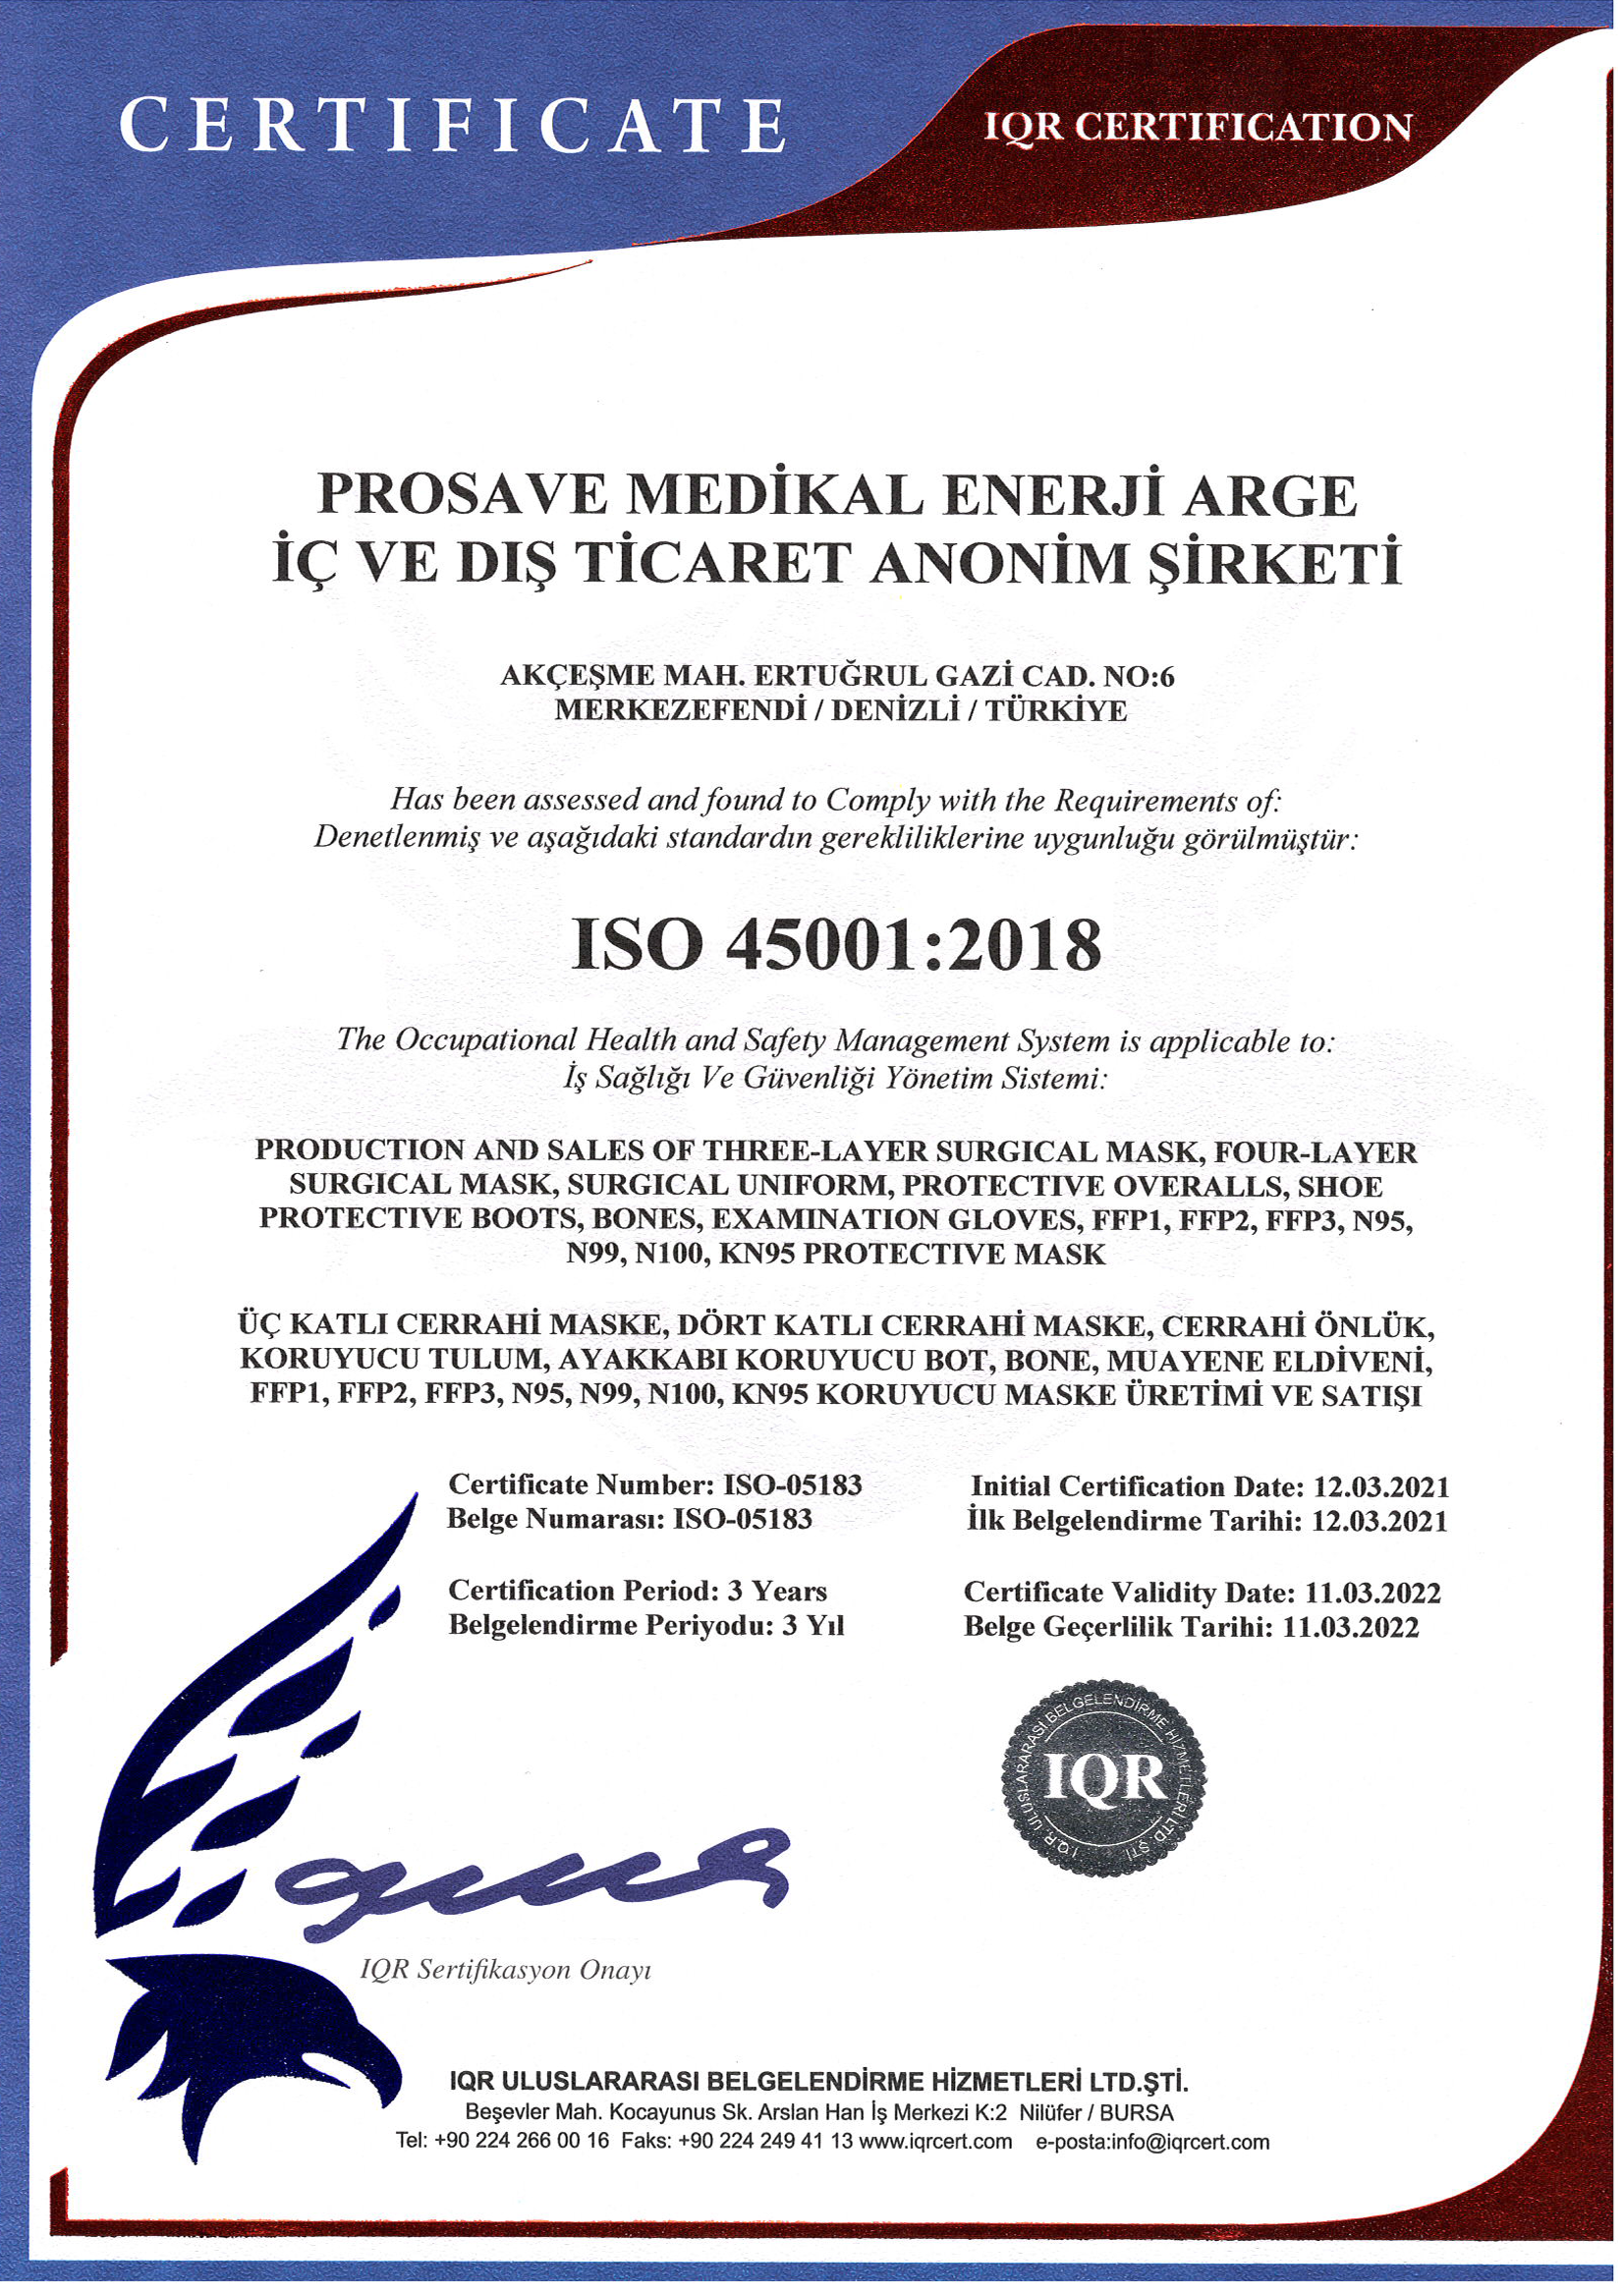 CERTIFICATE
IQR CERTIFICATION
PROSAVE MEDİKAL ENERJİ ARGE
İÇ VE DIŞ TİCARET ANONİM ŞİRKETİ
AKÇEŞME MAH. ERTUĞRUL GAZİ CAD. NO:6
MERKEZEFENDİ / DENİZLİ / TÜRKİYE
Has been assessed and found to Comply with the Requirements of:
Denetlenmiş ve aşağıdaki standardın gerekliliklerine uygunluğu görülmüştür:
ISO 45001:2018
The Occupational Health and Safety Management System is applicable to:
İş Sağlığı Ve Güvenliği Yönetim Sistemi:
PRODUCTION AND SALES OF THREE-LAYER SURGICAL MASK, FOUR-LAYER
SURGICAL MASK, SURGICAL UNIFORM, PROTECTIVE OVERALLS, SHOE
PROTECTIVE BOOTS, BONES, EXAMINATION GLOVES, FFP1, FFP2, FFP3, N95,
N99, N100, KN95 PROTECTIVE MASK
ÜÇ KATLI CERRAHİ MASKE, DÖRT KATLI CERRAHİ MASKE, CERRAHİ ÖNLÜK,
KORUYUCU TULUM, AYAKKABI KORUYUCU BOT, BONE, MUAYENE ELDİVENİ,
FFP1, FFP2, FFP3, N95, N99, N100, KN95 KORUYUCU MASKE ÜRETİMİ VE SATIŞI
Certificate Number: ISO-05183
Belge Numarası: ISO-05183
Initial Certification Date: 12.03.2021
İlk Belgelendirme Tarihi: 12.03.2021
Certification Period: 3 Years
Belgelendirme Periyodu: 3 Yıl
Certificate Validity Date: 11.03.2022
Belge Geçerlilik Tarihi: 11.03.2022
I.Q.R. ULUSLARARASI BELGELENDİRME HİZMETLERİ LTD. ŞTİ.
IQR
IQR Sertifikasyon Onayı
IQR ULUSLARARASI BELGELENDİRME HİZMETLERİ LTD.ŞTİ.
Beşevler Mah. Kocayunus Sk. Arslan Han İş Merkezi K:2 Nilüfer / BURSA
Tel: +90 224 266 00 16 Faks: +90 224 249 41 13 www.iqrcert.com e-posta:info@iqrcert.com